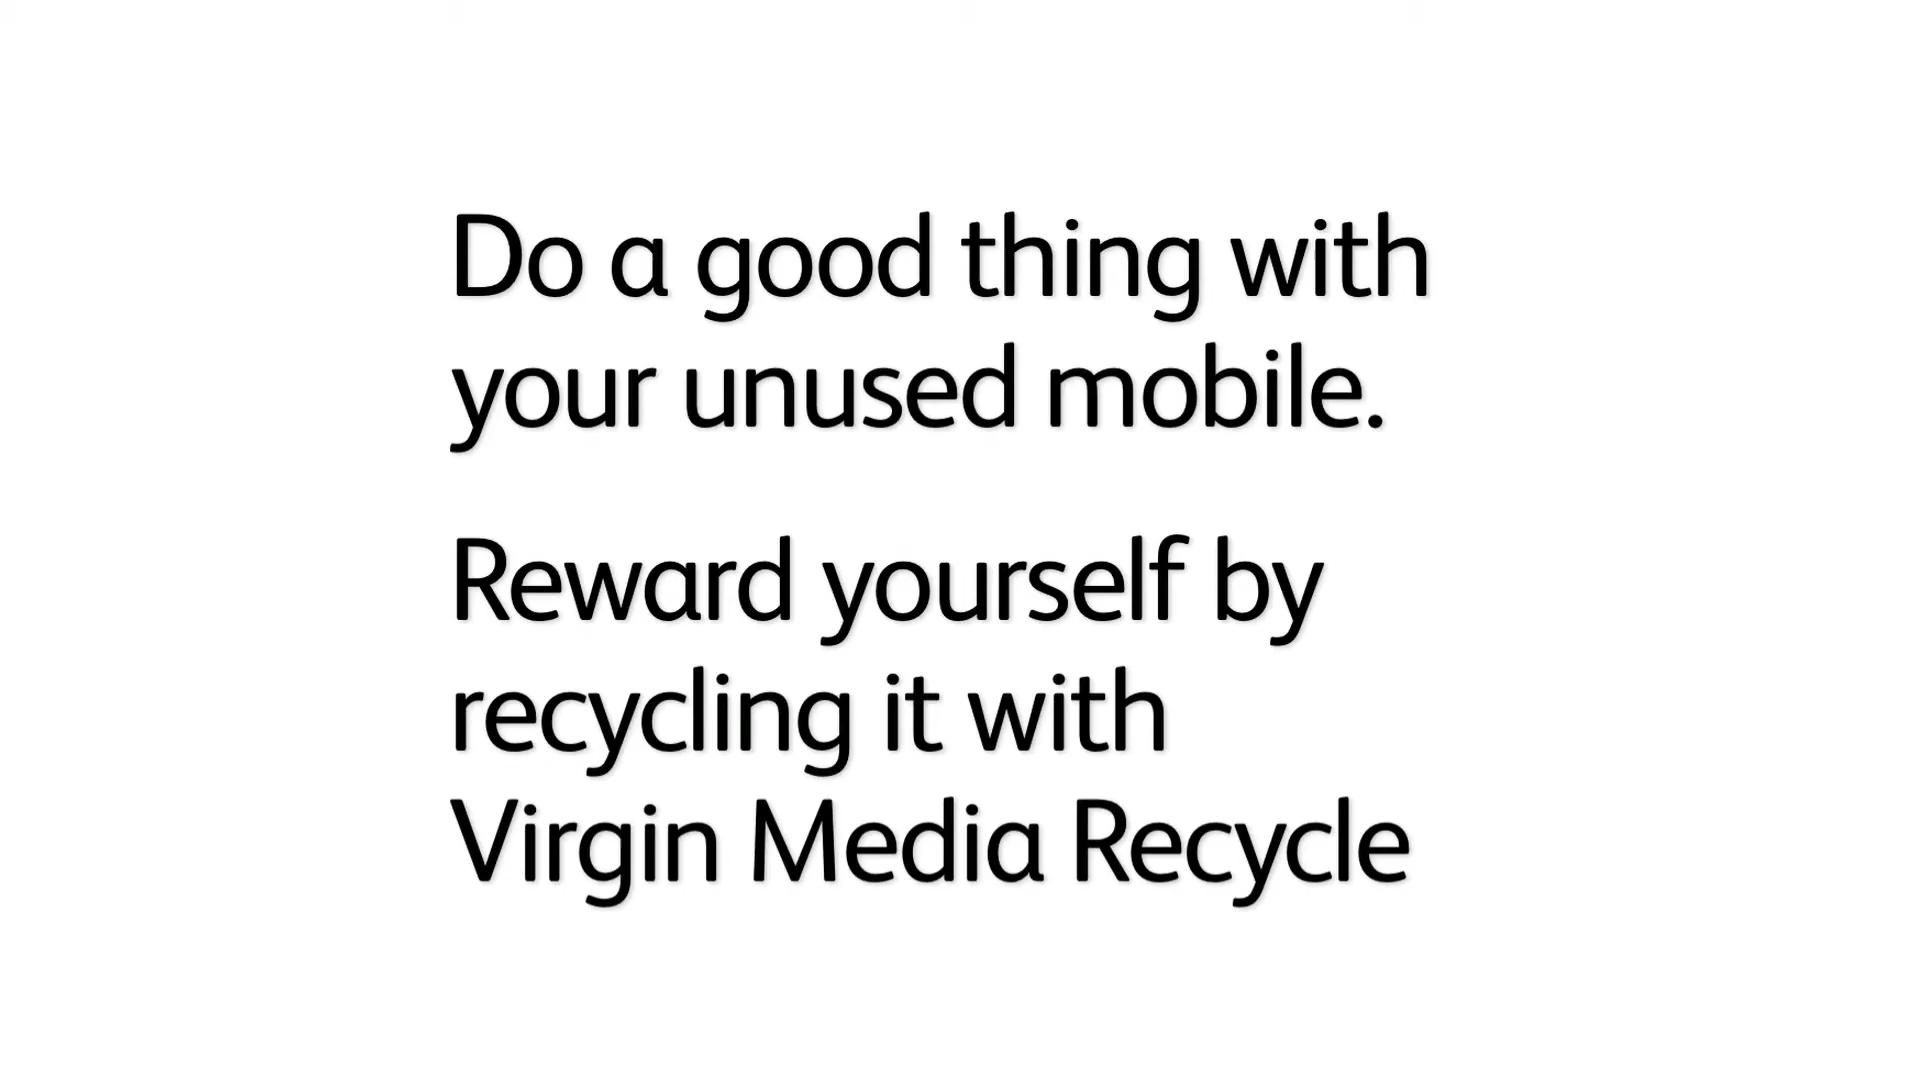 Do a good thing with
your unused mobile.
Reward yourself by
recycling it with
Virgin Media Recycle